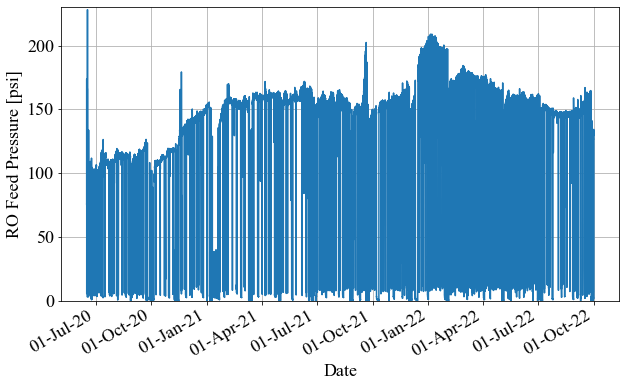 RO Feed Pressure [psi]
200
150
100
50
0
01-Jul-20
01-Oct-20
01-Jan-21
01-Apr-21
01-Jul-21
01-Oct-21
01-Jan-22
01-Apr-22
01-Jul-22
01-Oct-22
Date